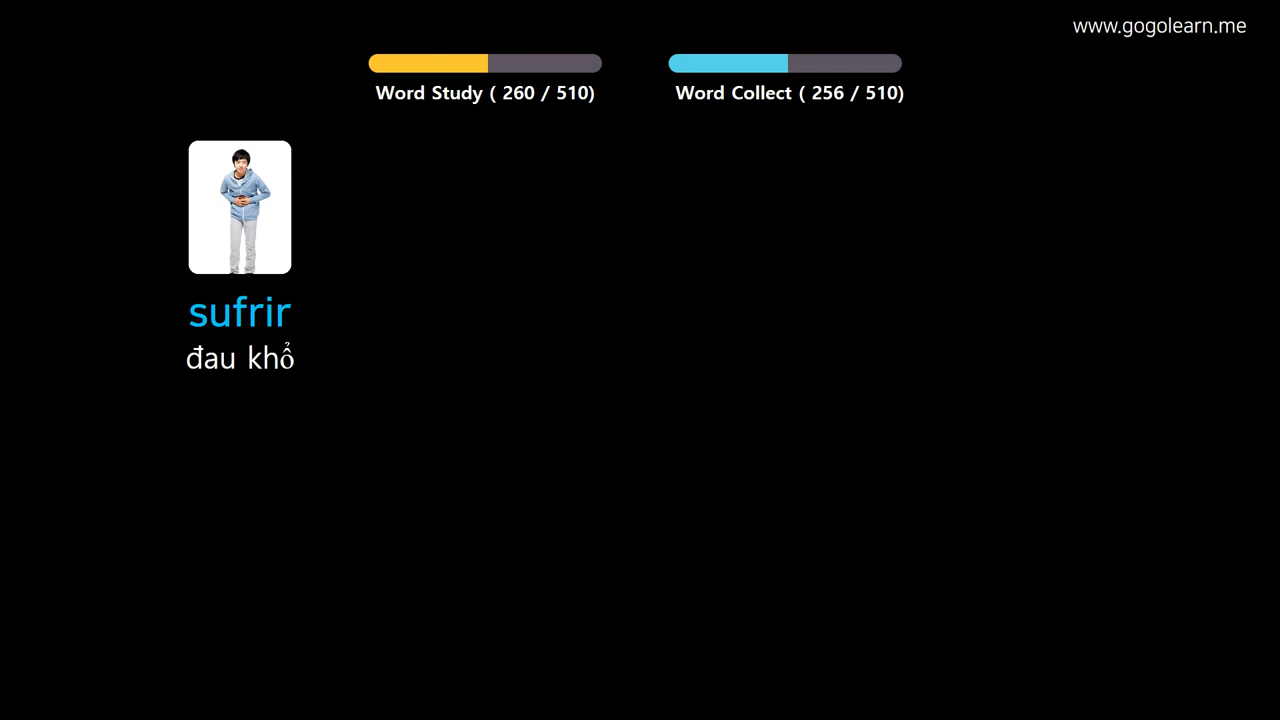 www.gogolearn.me
Word Study ( 260 / 510)
Word Collect ( 256 / 510)
sufrir
đau khổ